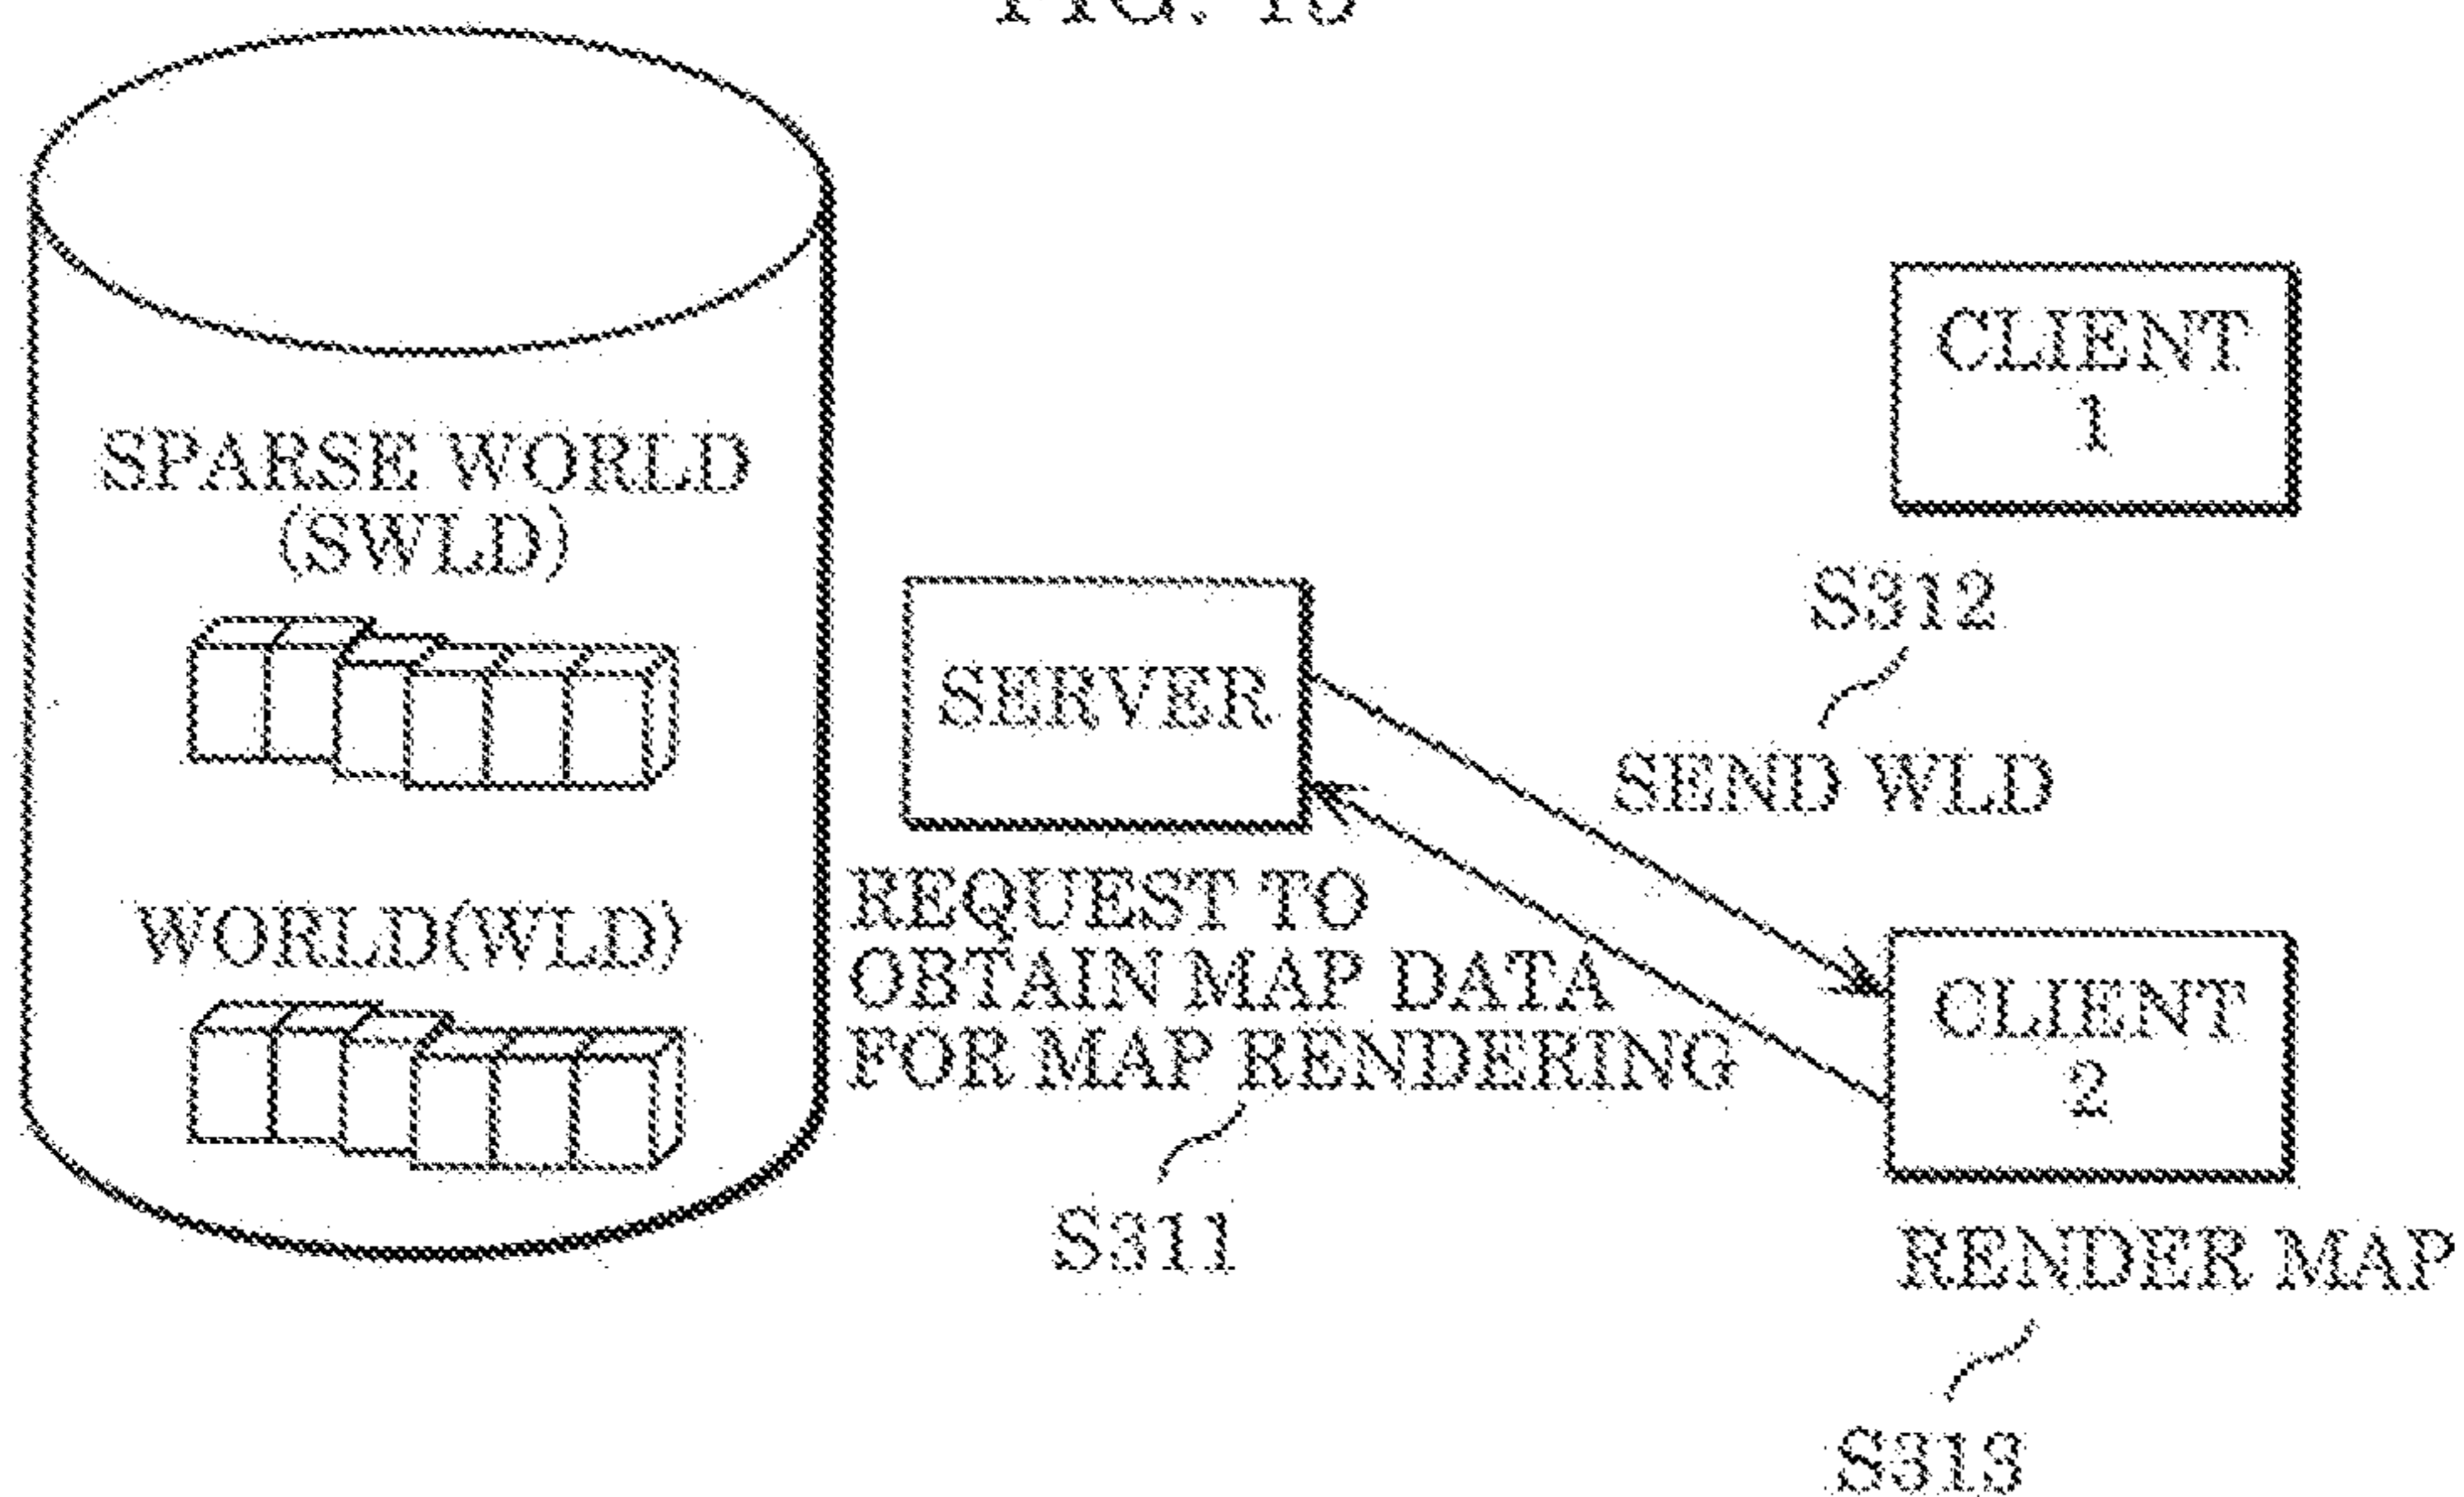 SPARSE WORLD
(SWLD)
WORLD(WLD)
SERVER
REQUEST TO
OBTAIN MAP DATA
FOR MAP RENDERING
S311
CLIENT
1
S312
SEND WLD
CLIENT
2
RENDER MAP
S313